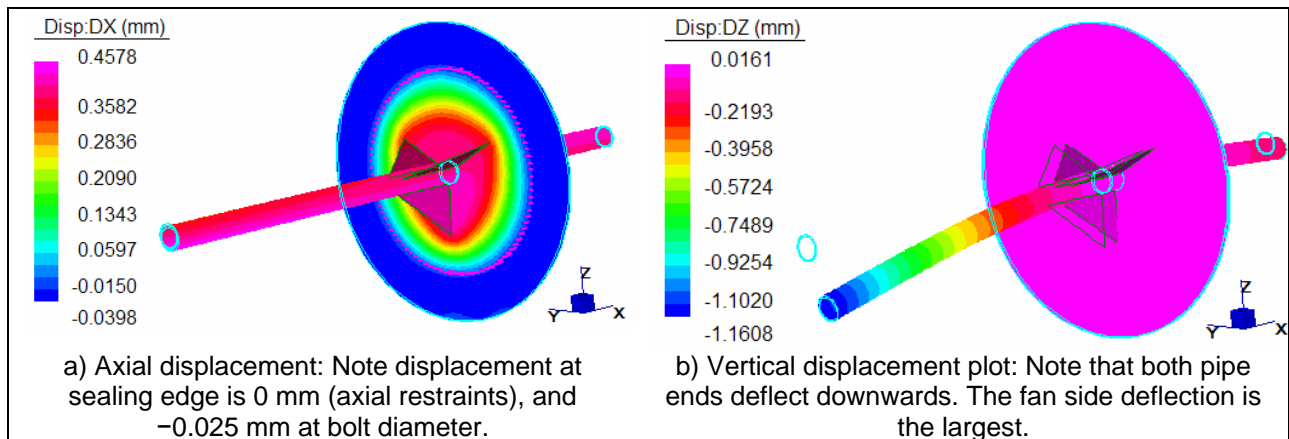 Disp:DX (mm)
0.4578
0.3582
0.2836
0.2090
0.1343
0.0597
-0.0150
-0.0398
Z
Y
X
a) Axial displacement: Note displacement at
sealing edge is 0 mm (axial restraints), and
−0.025 mm at bolt diameter.
Disp:DZ (mm)
0.0161
-0.2193
-0.3958
-0.5724
-0.7489
-0.9254
-1.1020
-1.1608
Z
Y
X
b) Vertical displacement plot: Note that both pipe
ends deflect downwards. The fan side deflection is
the largest.